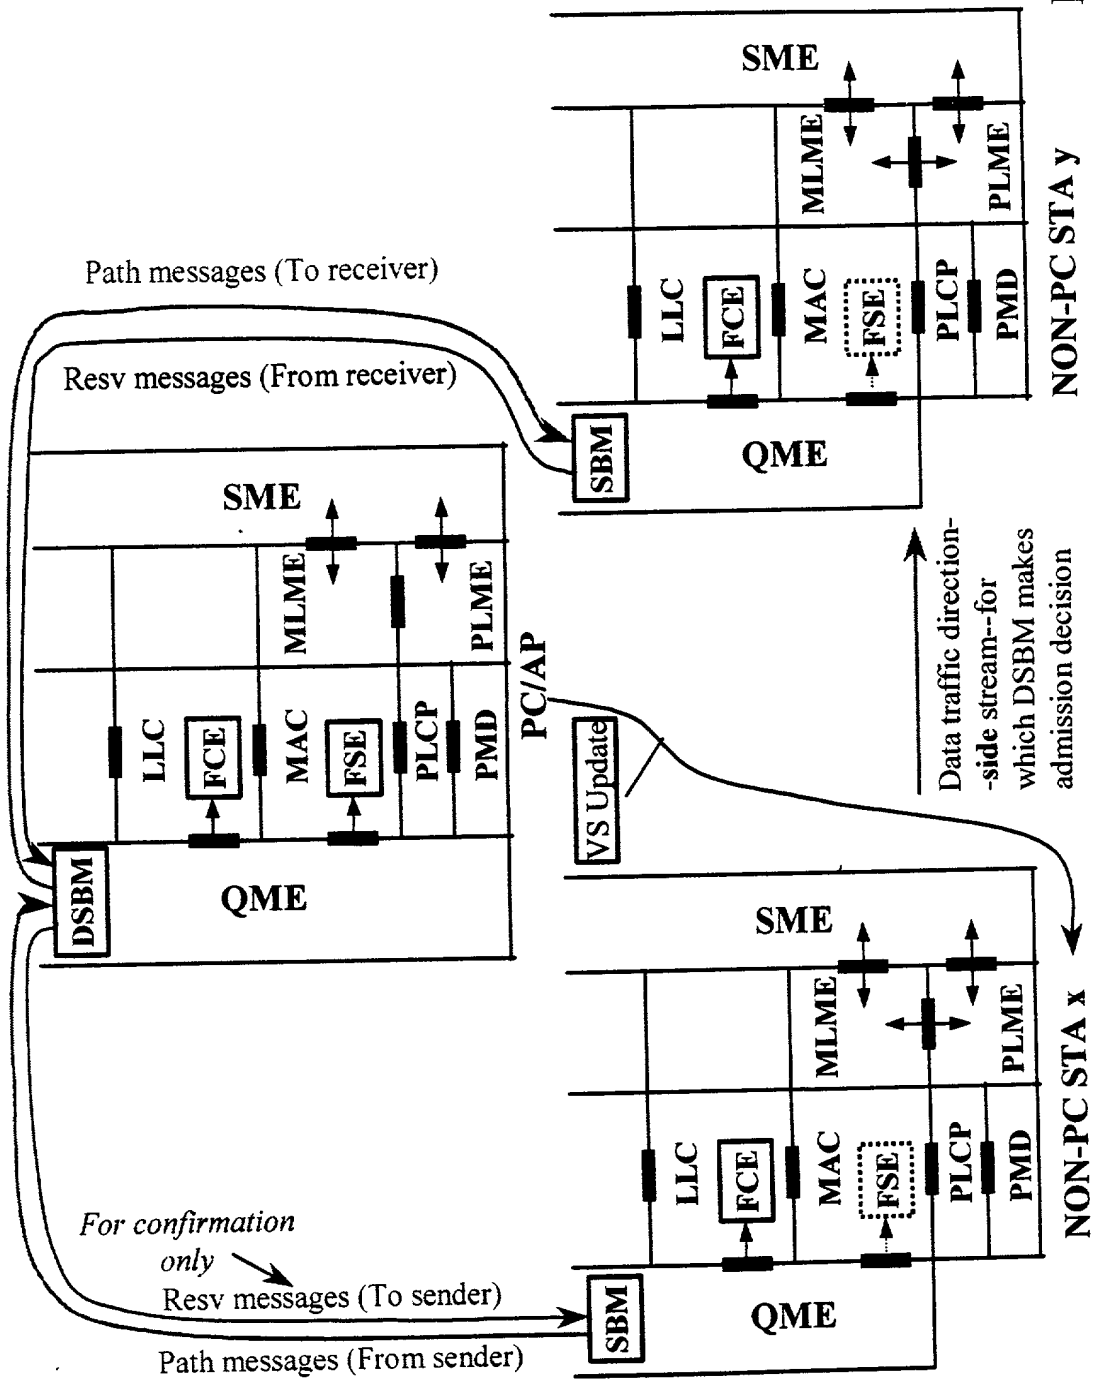 Path messages (To receiver)
Resv messages (From receiver)
SME
MLME
PLME
LLC
FCE
MAC
FSE
PLCP
PMD
SBM
QME
NON-PC STA y
SME
MLME
PLME
LLC
FCE
MAC
FSE
PLCP
PMD
DSBM
QME
PC/AP
VS Update
Data traffic direction-
-side stream--for
which DSBM makes
admission decision
SME
MLME
PLME
LLC
FCE
MAC
FSE
PLCP
PMD
SBM
QME
NON-PC STA x
For confirmation
only
Resv messages (To sender)
Path messages (From sender)